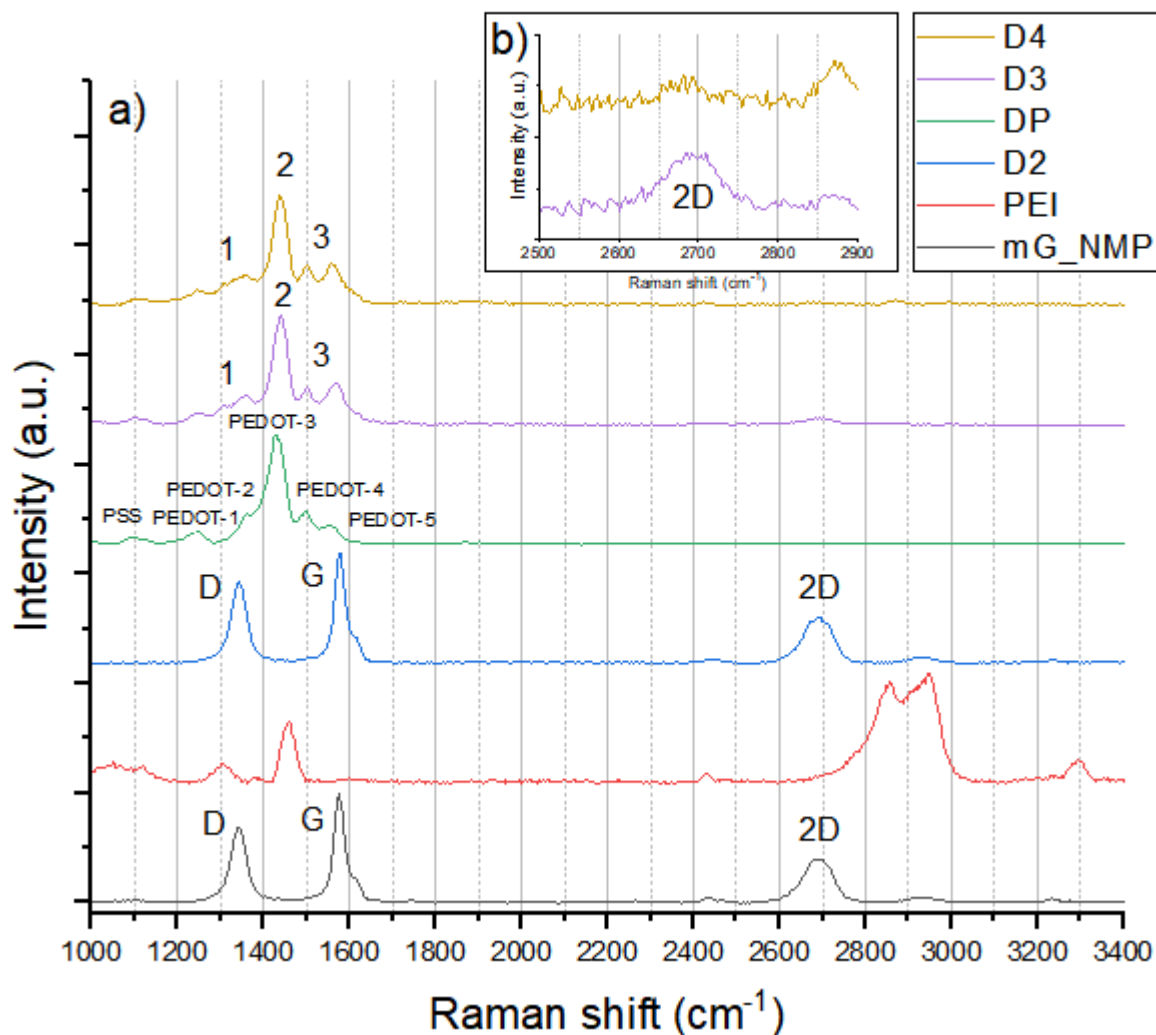 a)
b)
Intensity (a.u.)
2D
2500 2600 2700 2800 2900
Raman shift (cm⁻¹)
D4
D3
DP
D2
PEI
mG_NMP
2
1 3
2
1 3
PEDOT-3
PEDOT-2 PEDOT-4
PSS PEDOT-1 PEDOT-5
D G 2D
D G 2D
Intensity (a.u.)
1000 1200 1400 1600 1800 2000 2200 2400 2600 2800 3000 3200 3400
Raman shift (cm⁻¹)